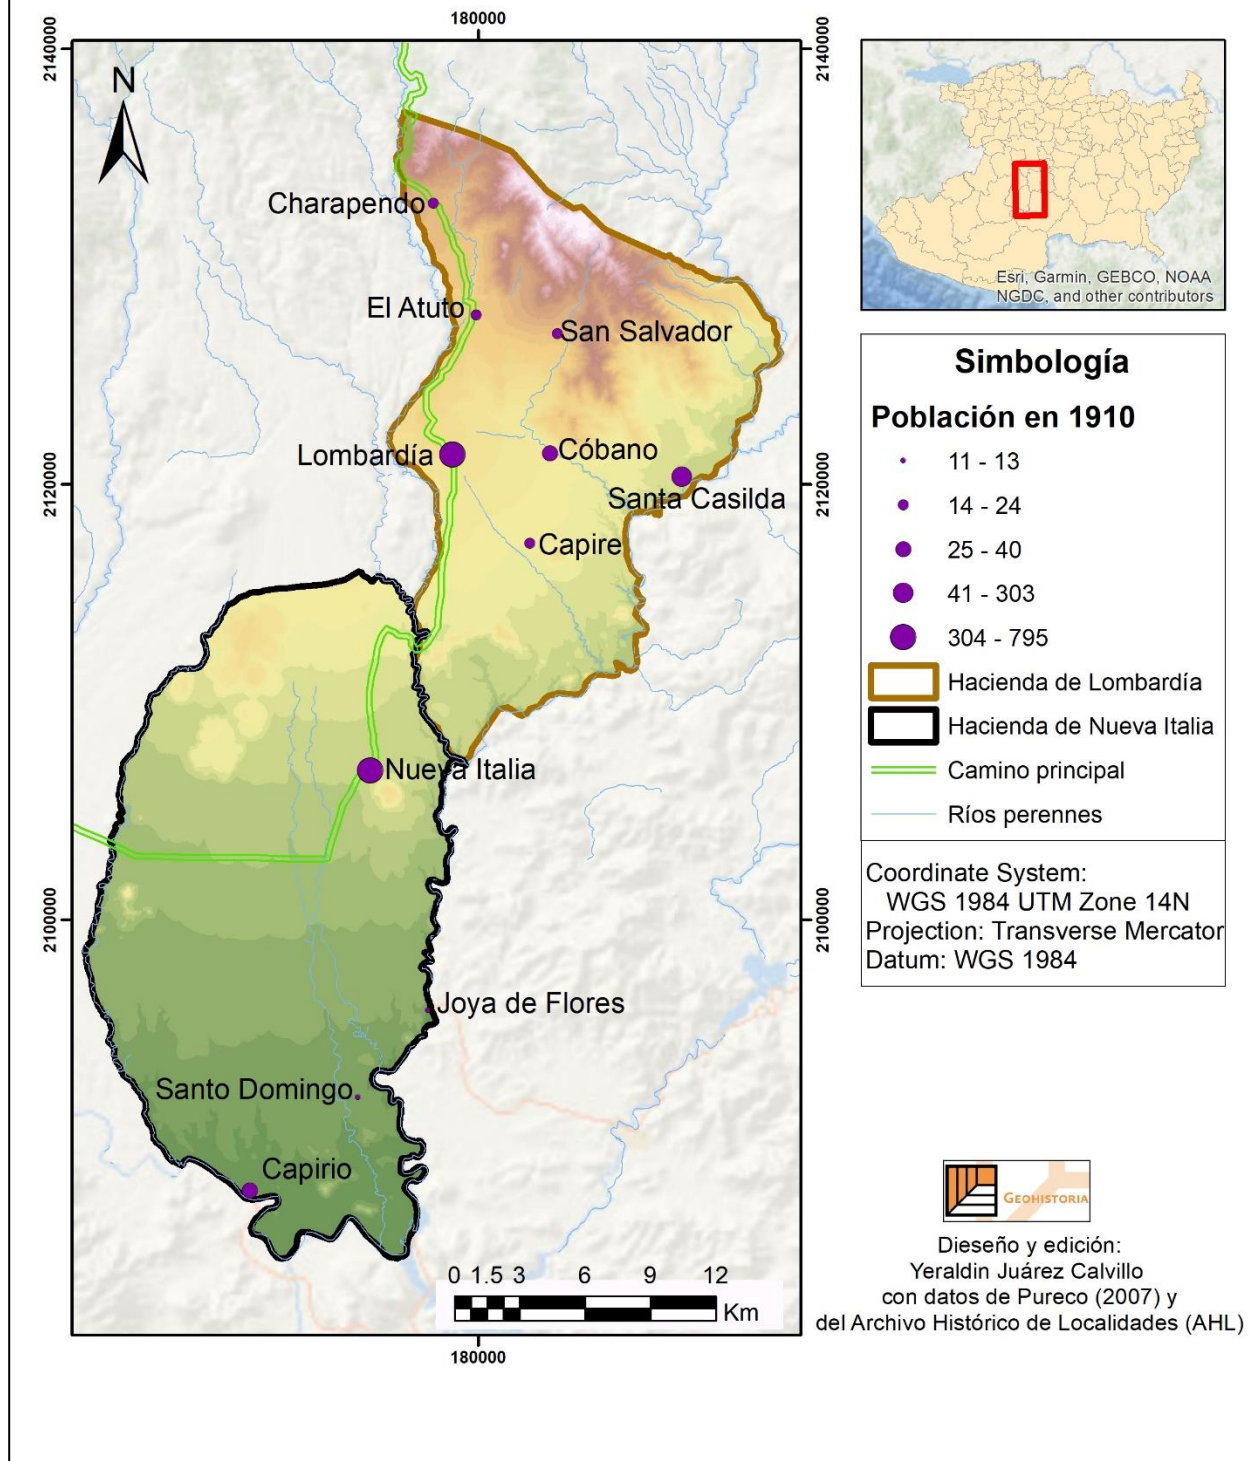 180000
2140000
2140000
N
Charapendo
El Atuto
San Salvador
Lombardía
Cóbano
Santa Casilda
2120000
2120000
Capire
Nueva Italia
2100000
2100000
Joya de Flores
Santo Domingo
Capirio
0 1.5 3 6 9 12
Km
180000
Esri, Garmin, GEBCO, NOAA
NGDC, and other contributors
Simbología
Población en 1910
11 - 13
14 - 24
25 - 40
41 - 303
304 - 795
Hacienda de Lombardía
Hacienda de Nueva Italia
Camino principal
Ríos perennes
Coordinate System:
WGS 1984 UTM Zone 14N
Projection: Transverse Mercator
Datum: WGS 1984
GEOHISTORIA
Dieseño y edición:
Yeraldin Juárez Calvillo
con datos de Pureco (2007) y
del Archivo Histórico de Localidades (AHL)